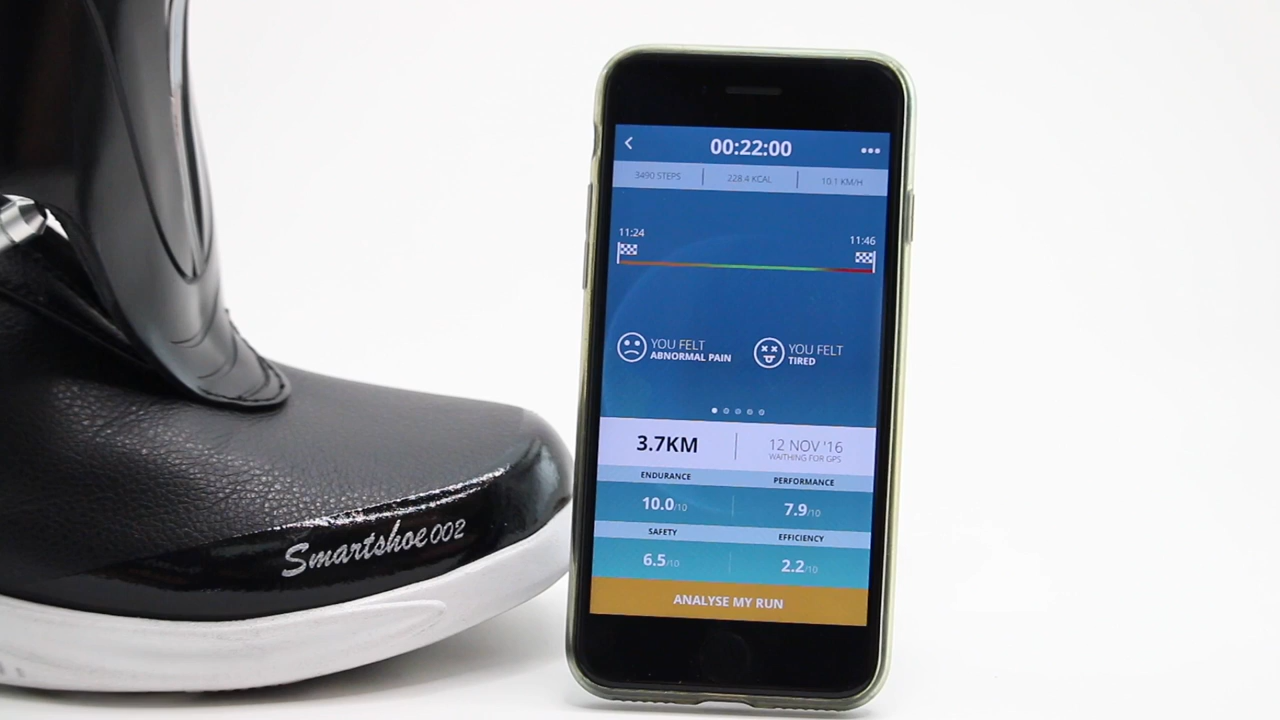 00:22:00
3490 STEPS
228.4 KCAL
10.1 KM/H
11:24
11:46
YOU FELT
ABNORMAL PAIN
YOU FELT
TIRED
3.7KM
12 NOV '16
WAITHING FOR GPS
ENDURANCE
PERFORMANCE
10.0/10
7.9/10
SAFETY
EFFICIENCY
6.5/10
2.2/10
ANALYSE MY RUN
Smartshoe 002